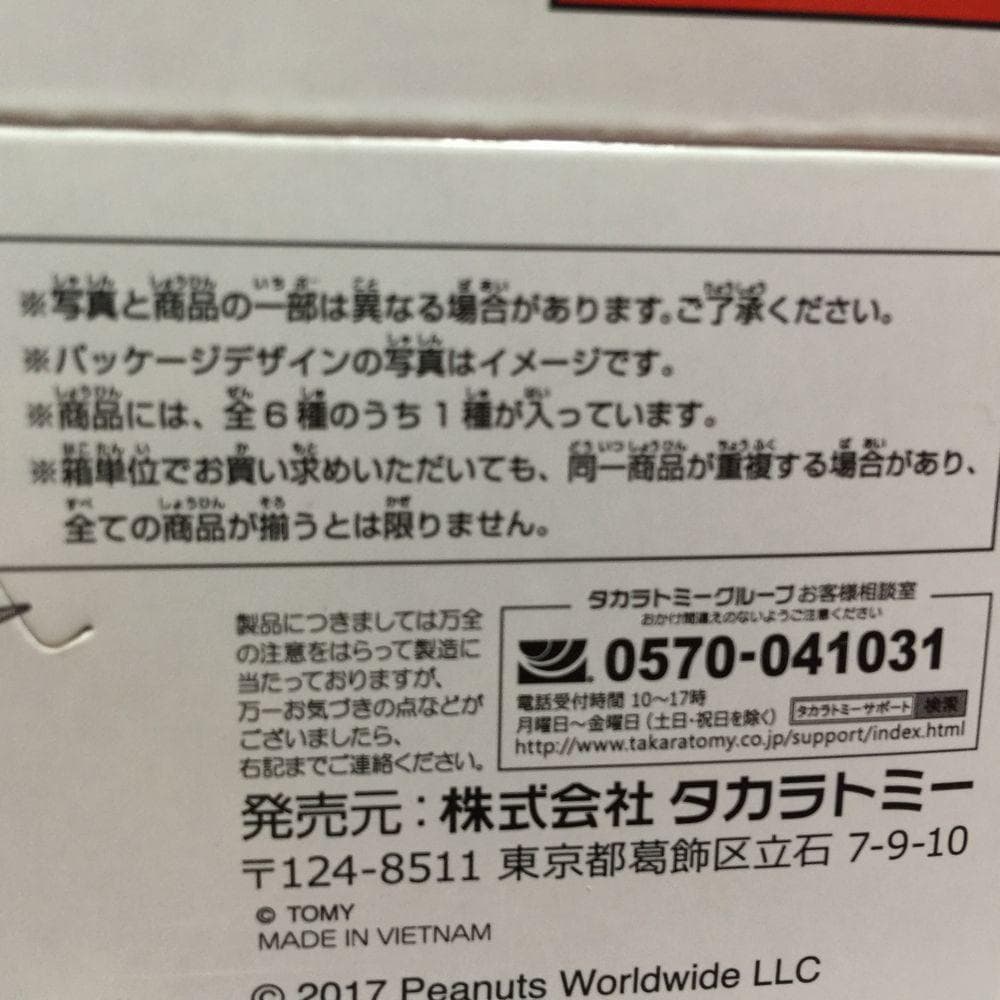 ※写真と商品の一部は異なる場合があります。ご了承ください。
※パッケージデザインの写真はイメージです。
※商品には、全6種のうち1種が入っています。
※箱単位でお買い求めいただいても、同一商品が重複する場合があり、
全ての商品が揃うとは限りません。
製品につきましては万全
の注意をはらって製造に
当たっておりますが、
万一お気づきの点などが
ございましたら、
右記までご連絡ください。
タカラトミーグループお客様相談室
おかけ間違えのないようご注意ください
0570-041031
電話受付時間 10〜17時
月曜日〜金曜日(土日・祝日を除く)
タカラトミーサポート 検索
http://www.takaratomy.co.jp/support/index.html
発売元:株式会社 タカラトミー
〒124-8511 東京都葛飾区立石 7-9-10
© TOMY
MADE IN VIETNAM
© 2017 Peanuts Worldwide LLC